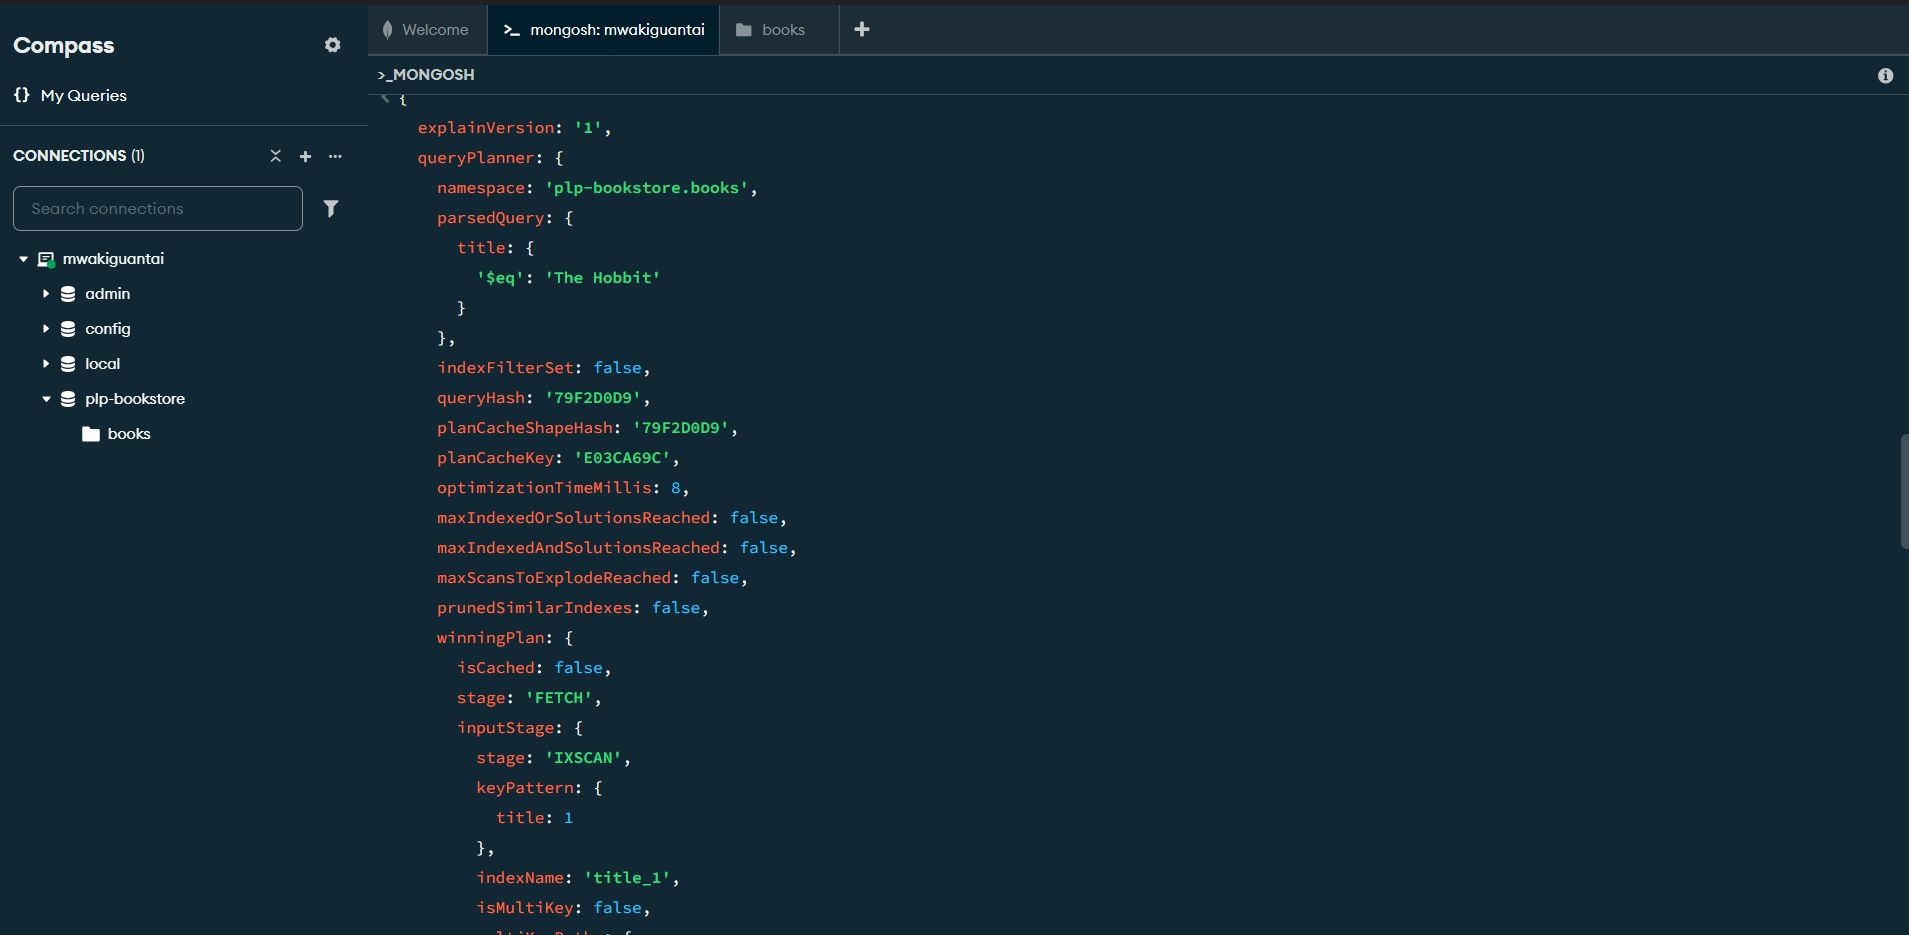 Compass
My Queries
CONNECTIONS (1)
Search connections
mwakiguantai
admin
config
local
plp-bookstore
books
Welcome
>_ mongosh: mwakiguantai
books
>_MONGOSH
{
explainVersion: '1',
queryPlanner: {
namespace: 'plp-bookstore.books',
parsedQuery: {
title: {
'$eq': 'The Hobbit'
}
},
indexFilterSet: false,
queryHash: '79F2D0D9',
planCacheShapeHash: '79F2D0D9',
planCacheKey: 'E03CA69C',
optimizationTimeMillis: 8,
maxIndexedOrSolutionsReached: false,
maxIndexedAndSolutionsReached: false,
maxScansToExplodeReached: false,
prunedSimilarIndexes: false,
winningPlan: {
isCached: false,
stage: 'FETCH',
inputStage: {
stage: 'IXSCAN',
keyPattern: {
title: 1
},
indexName: 'title_1',
isMultiKey: false,